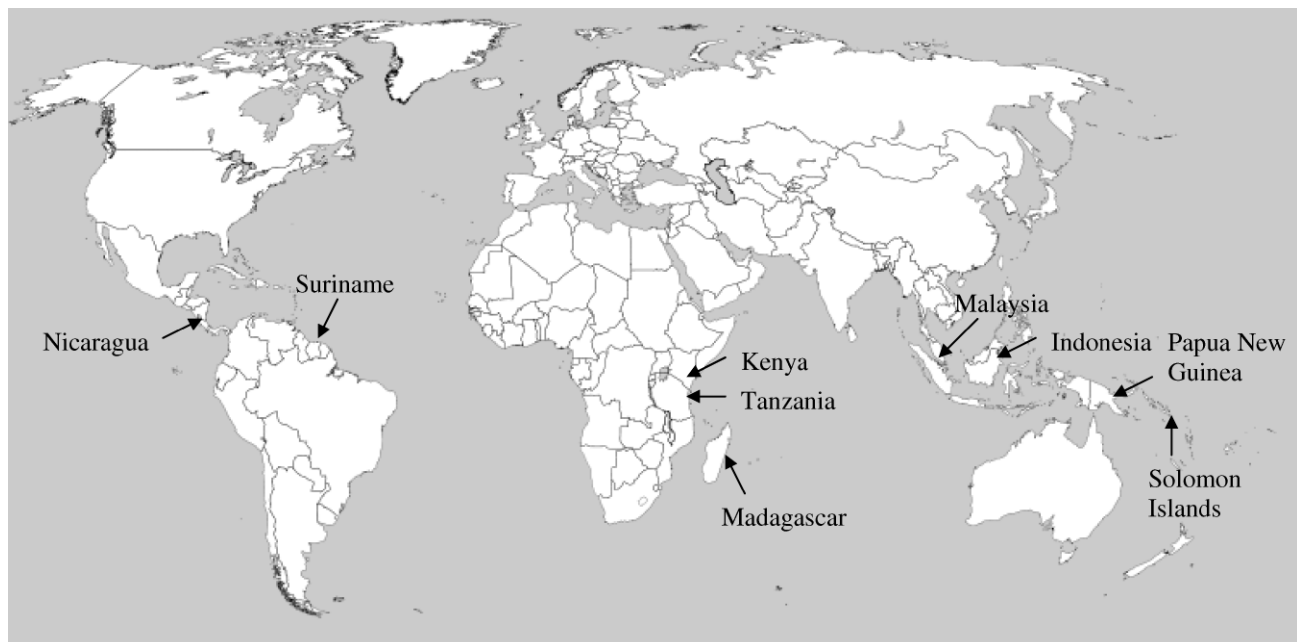 Suriname
Nicaragua
Malaysia
Indonesia
Papua New
Guinea
Kenya
Tanzania
Solomon
Islands
Madagascar